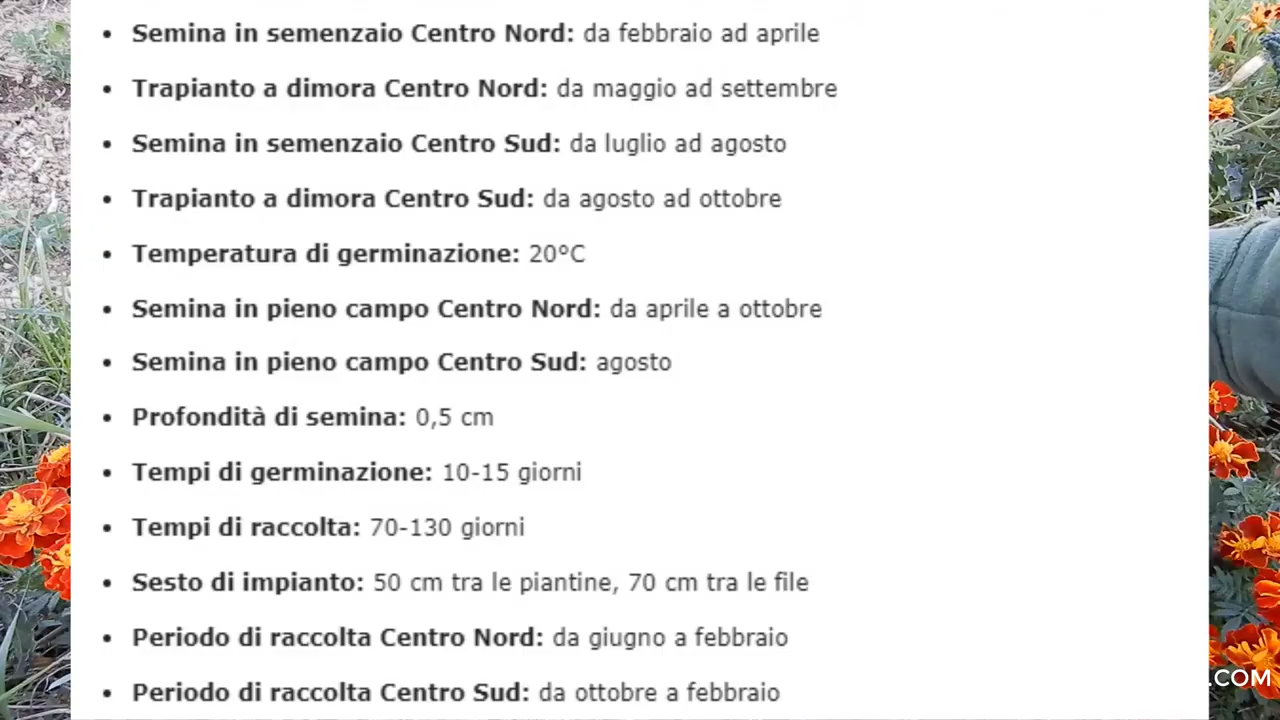 Semina in semenzaio Centro Nord: da febbraio ad aprile
Trapianto a dimora Centro Nord: da maggio ad settembre
Semina in semenzaio Centro Sud: da luglio ad agosto
Trapianto a dimora Centro Sud: da agosto ad ottobre
Temperatura di germinazione: 20°C
Semina in pieno campo Centro Nord: da aprile a ottobre
Semina in pieno campo Centro Sud: agosto
Profondità di semina: 0,5 cm
Tempi di germinazione: 10-15 giorni
Tempi di raccolta: 70-130 giorni
Sesto di impianto: 50 cm tra le piantine, 70 cm tra le file
Periodo di raccolta Centro Nord: da giugno a febbraio
.COM
Periodo di raccolta Centro Sud: da ottobre a febbraio